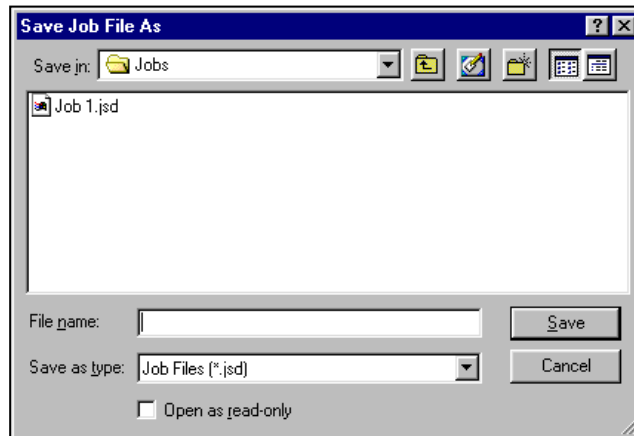 Save Job File As
Save in: Jobs
Job 1.jsd
File name: Save
Save as type: Job Files (*.jsd) Cancel
Open as read-only